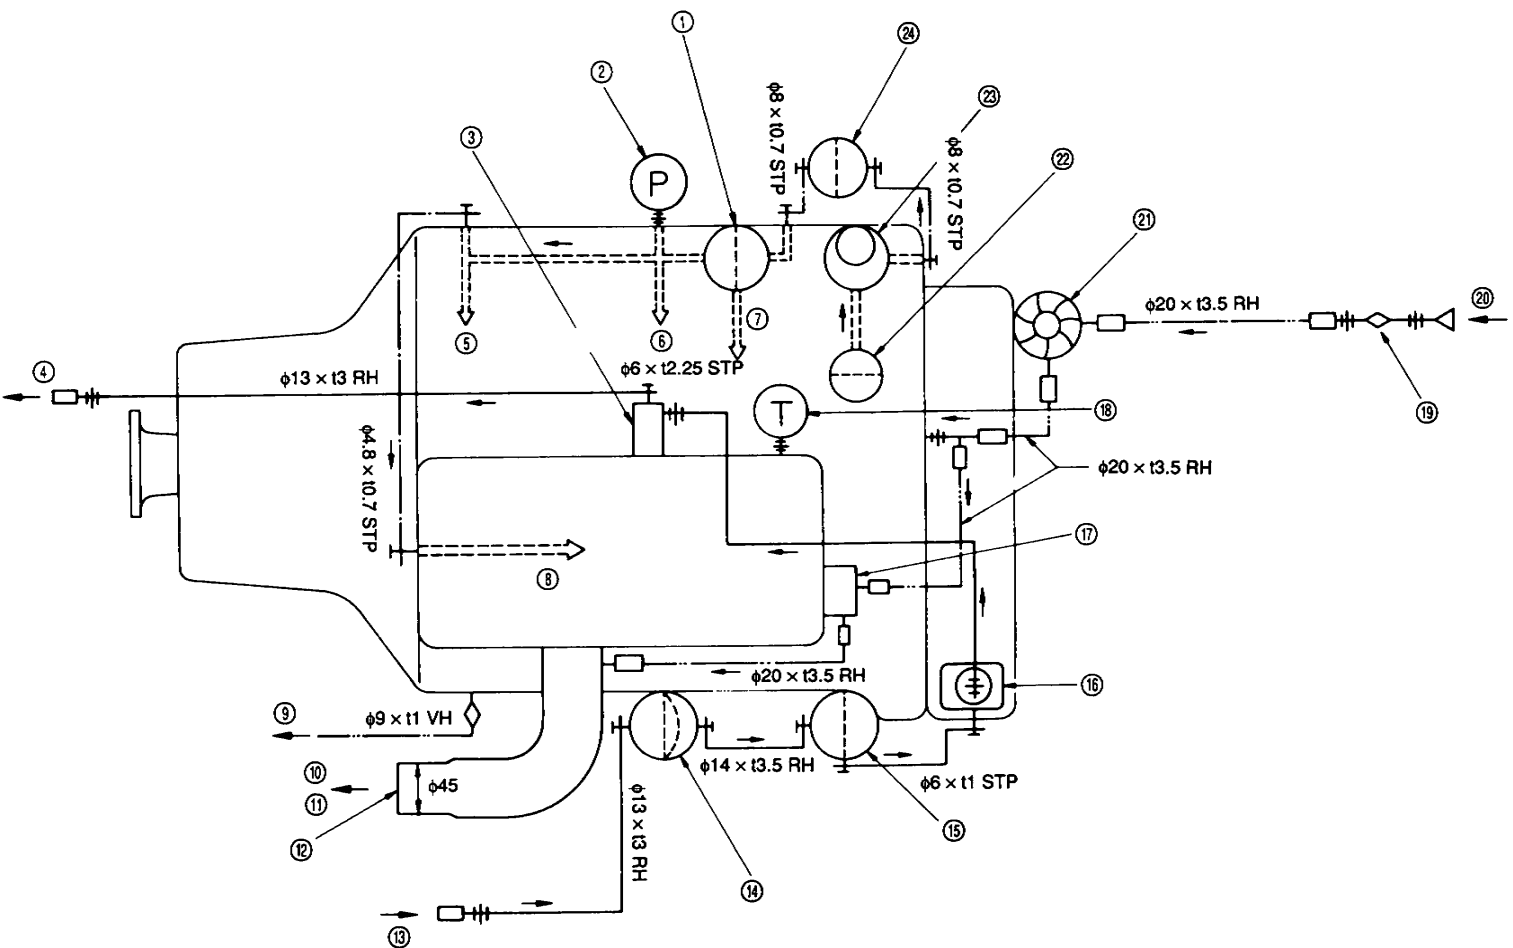 ①
㉔
②
㉓
③
ϕ8 × t0.7 STP
ϕ8 × t0.7 STP
㉒
P
㉑
⑳
ϕ20 × t3.5 RH
⑦
⑤
⑥
④
ϕ13 × t3 RH
ϕ6 × t2.25 STP
T
⑱
⑲
ϕ4.8 × t0.7 STP
ϕ20 × t3.5 RH
⑰
⑧
ϕ20 × t3.5 RH
⑯
⑨
ϕ9 × t1 VH
⑩
⑪
ϕ45
ϕ14 × t3.5 RH
ϕ6 × t1 STP
⑫
ϕ13 × t3 RH
⑮
⑭
⑬